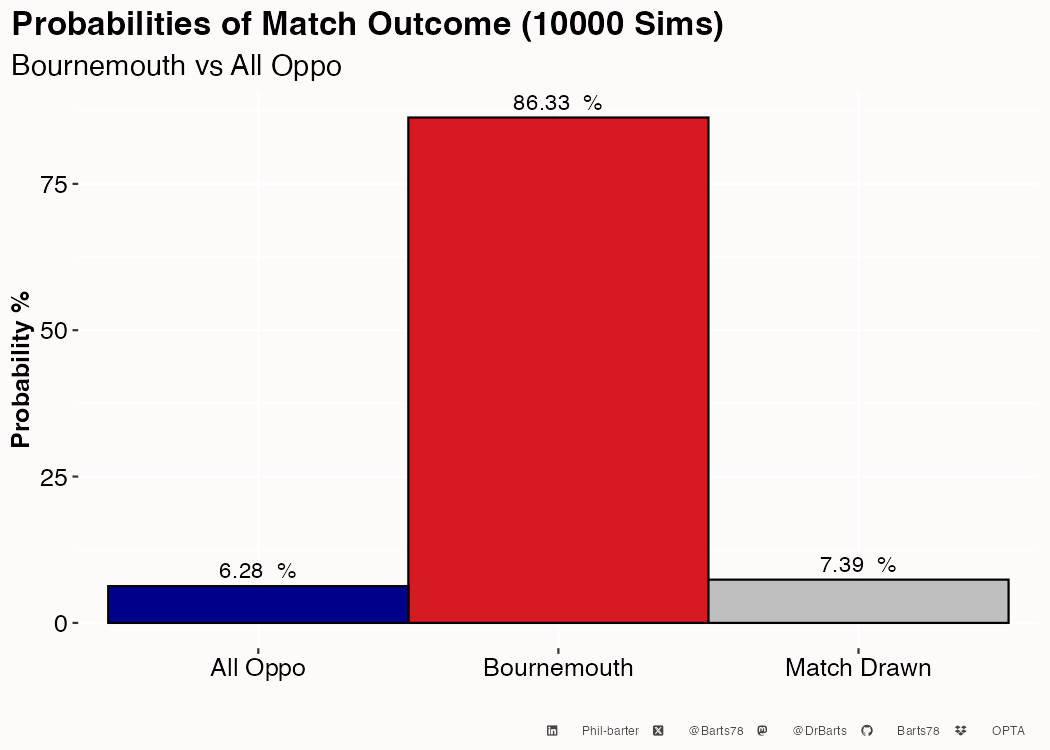 Probabilities of Match Outcome (10000 Sims)
Bournemouth vs All Oppo
Probability %
75
50
25
0
6.28 %
86.33 %
7.39 %
All Oppo
Bournemouth
Match Drawn
Phil-barter @Barts78 @DrBarts Barts78 OPTA